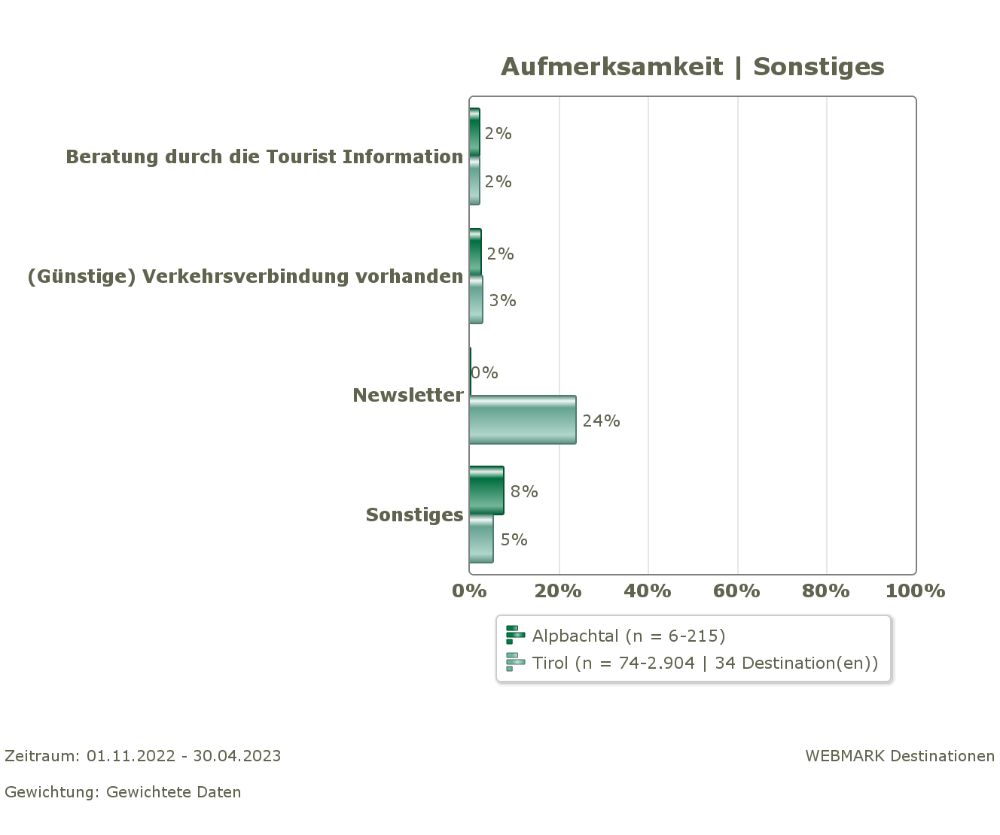 Aufmerksamkeit | Sonstiges
Beratung durch die Tourist Information
2%
2%
(Günstige) Verkehrsverbindung vorhanden
2%
3%
Newsletter
0%
24%
Sonstiges
8%
5%
0% 20% 40% 60% 80% 100%
Alpbachtal (n = 6-215)
Tirol (n = 74-2.904 | 34 Destination(en))
Zeitraum: 01.11.2022 - 30.04.2023
WEBMARK Destinationen
Gewichtung: Gewichtete Daten